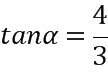 tanα = 4/3